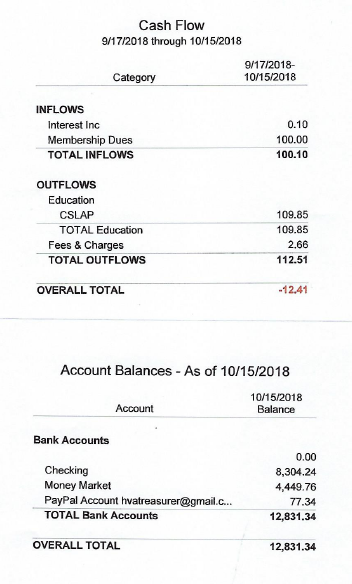 Cash Flow
9/17/2018 through 10/15/2018
9/17/2018-
Category 10/15/2018
INFLOWS
Interest Inc 0.10
Membership Dues 100.00
TOTAL INFLOWS 100.10
OUTFLOWS
Education
CSLAP 109.85
TOTAL Education 109.85
Fees & Charges 2.66
TOTAL OUTFLOWS 112.51
OVERALL TOTAL -12.41
Account Balances - As of 10/15/2018
10/15/2018
Account Balance
Bank Accounts
0.00
Checking 8,304.24
Money Market 4,449.76
PayPal Account hvatreasurer@gmail.c... 77.34
TOTAL Bank Accounts 12,831.34
OVERALL TOTAL 12,831.34